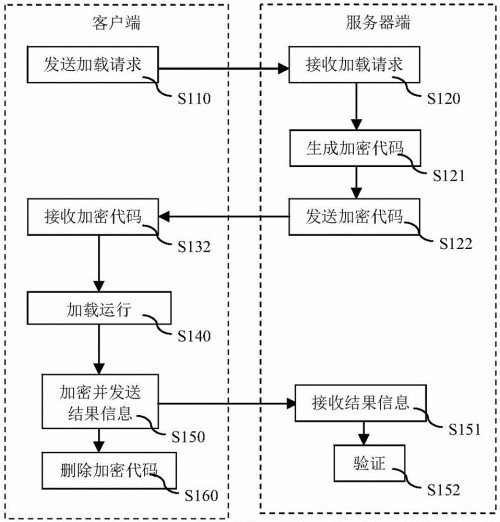 客户端
服务器端
发送加载请求
S110
接收加载请求
S120
生成加密代码
S121
接收加密代码
S132
发送加密代码
S122
加载运行
S140
加密并发送
结果信息
S150
接收结果信息
S151
删除加密代码
S160
验证
S152